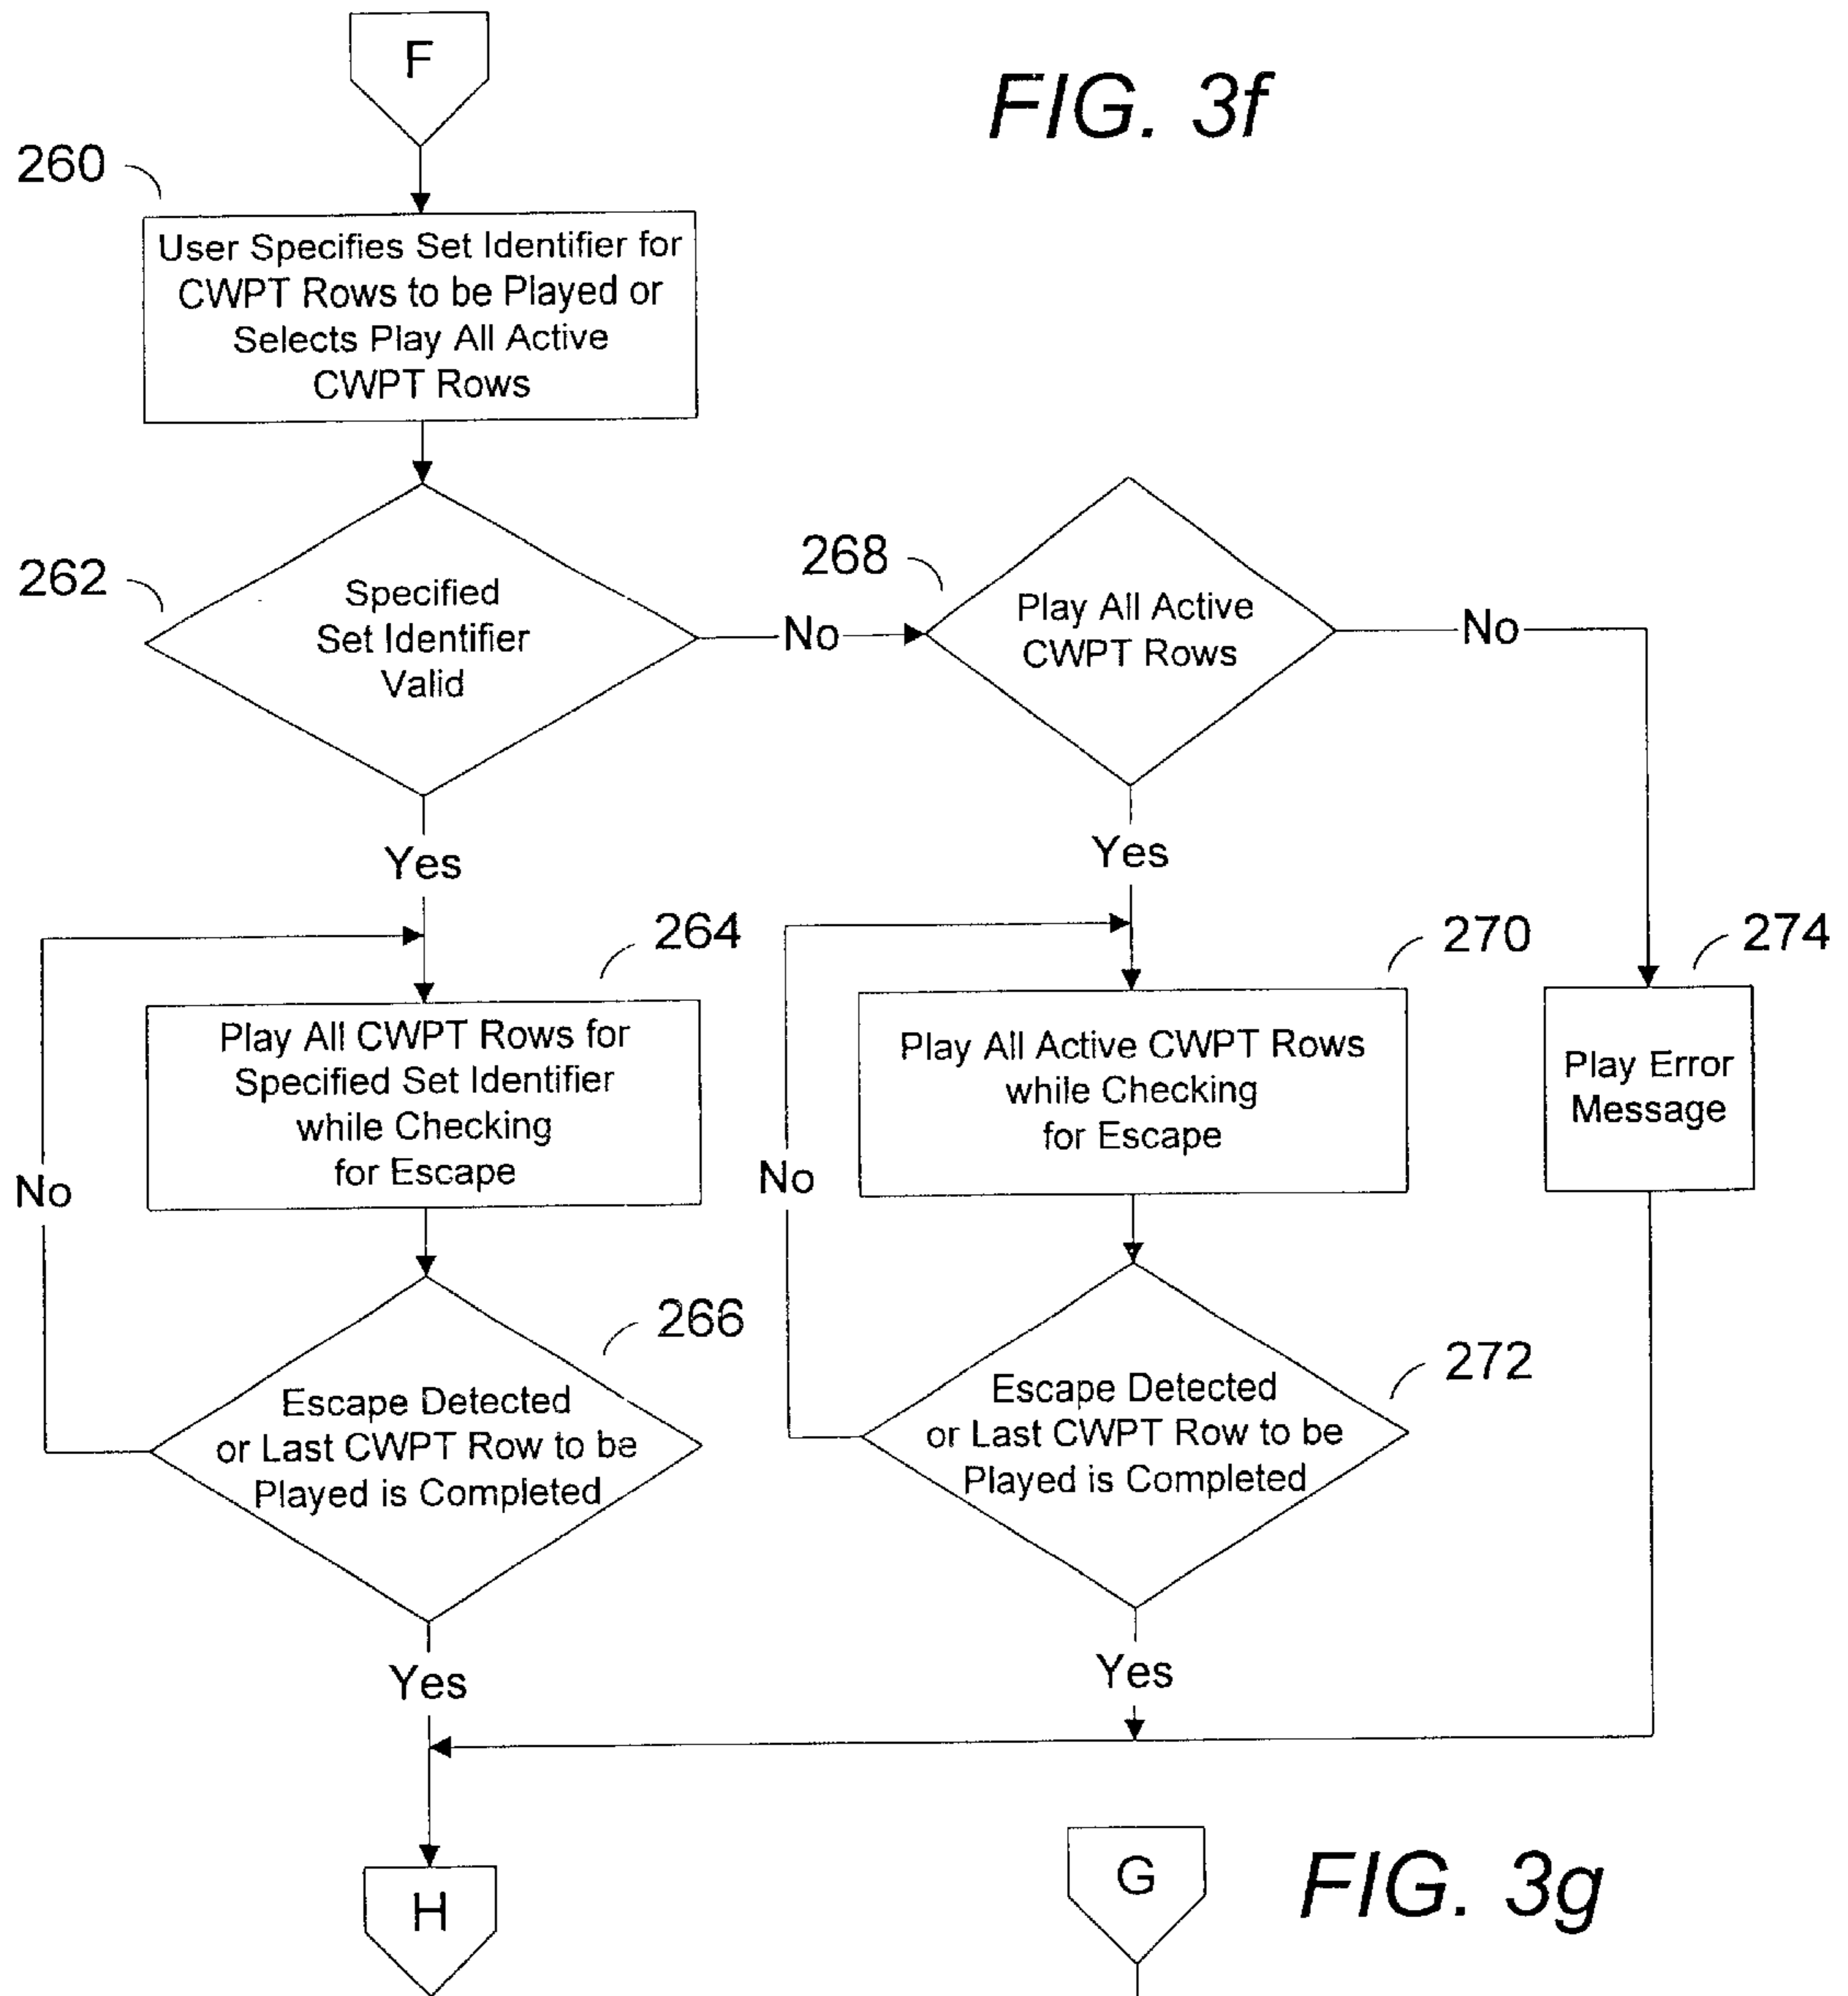 F
FIG. 3f
260
User Specifies Set Identifier for
CWPT Rows to be Played or
Selects Play All Active
CWPT Rows
262
Specified
Set Identifier
Valid
No
268
Play All Active
CWPT Rows
No
Yes
Yes
264
Play All CWPT Rows for
Specified Set Identifier
while Checking
for Escape
No
270
Play All Active CWPT Rows
while Checking
for Escape
No
274
Play Error
Message
266
Escape Detected
or Last CWPT Row to be
Played is Completed
272
Escape Detected
or Last CWPT Row to be
Played is Completed
Yes
Yes
H
G
FIG. 3g